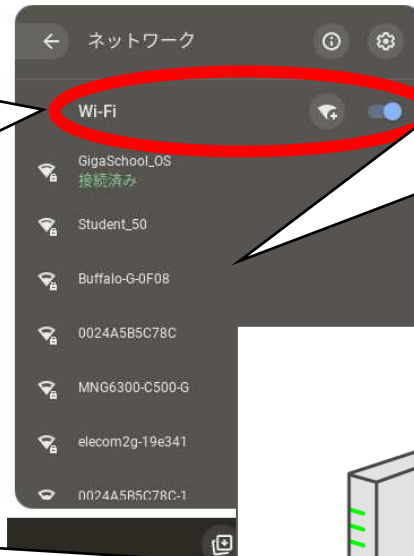 ネットワーク
Wi-Fi
GigaSchool_OS
接続済み
Student_50
Buffalo-G-0F08
0024A5B5C78C
MNG6300-C500-G
elecom2g-19e341
0024A5B5C78C-1